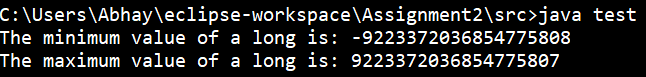 C:\Users\Abhay\eclipse-workspace\Assignment2\src>java test
The minimum value of a long is: -9223372036854775808
The maximum value of a long is: 9223372036854775807